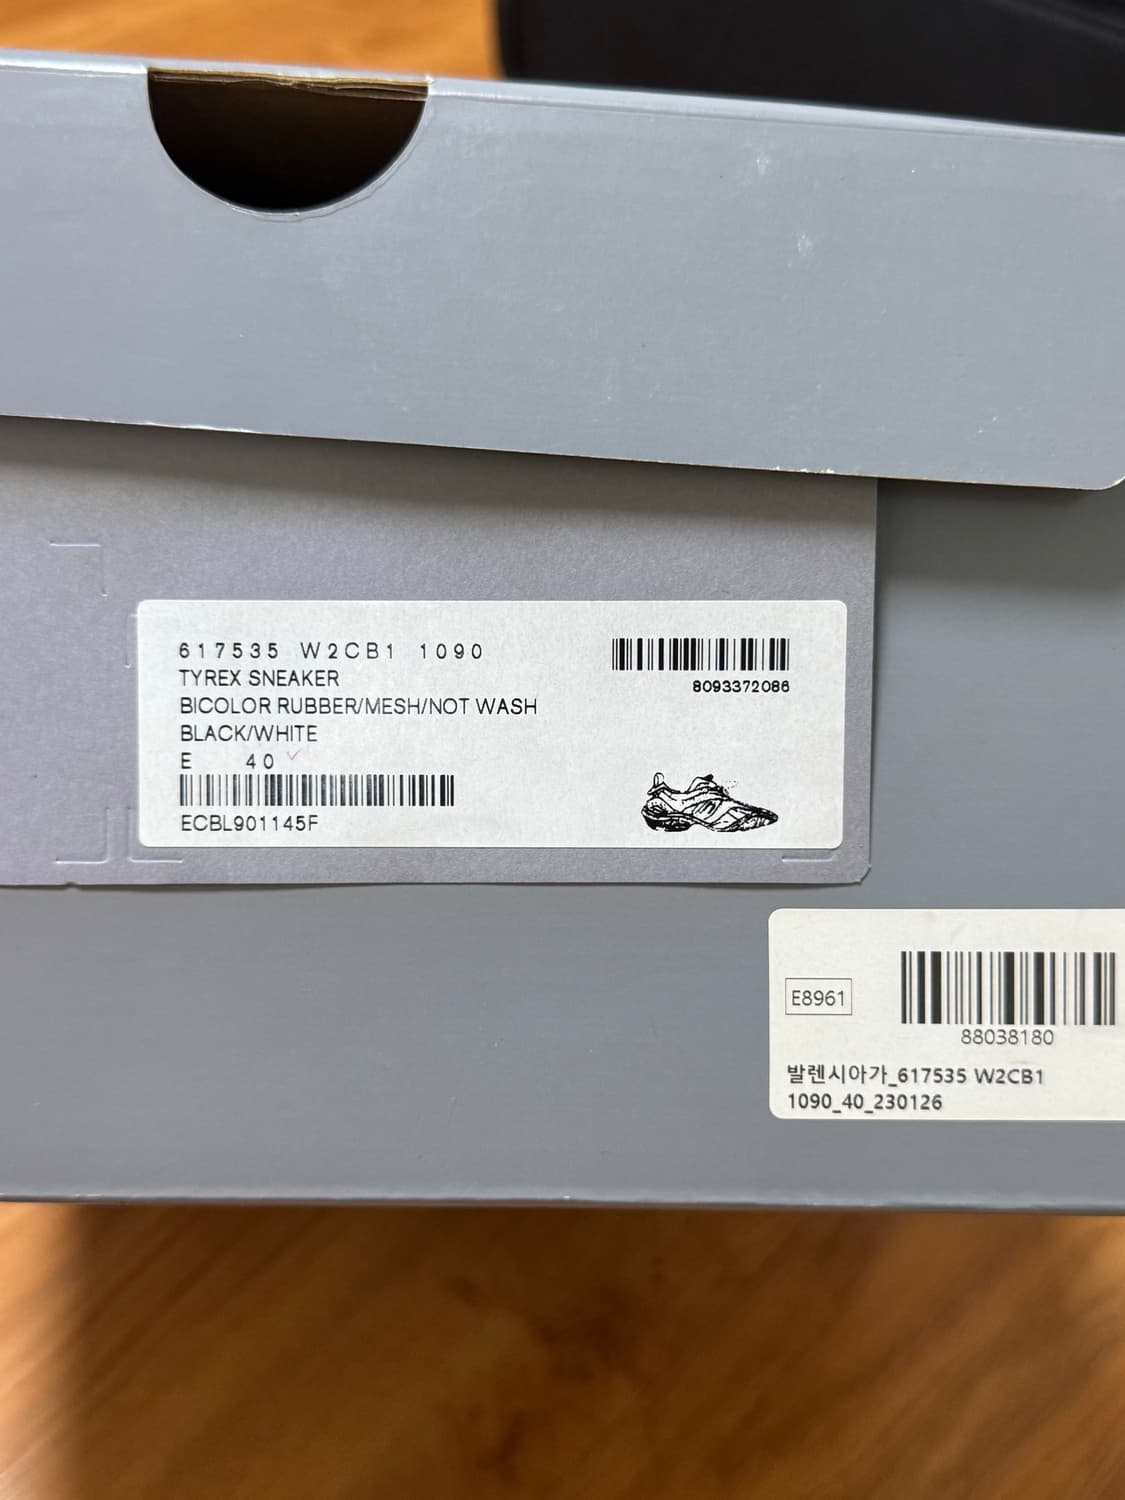 617535 W2CB1 1090
TYREX SNEAKER
BICOLOR RUBBER/MESH/NOT WASH
BLACK/WHITE
E 40
ECBL901145F
8093372086
E8961
88038180
발렌시아가_617535 W2CB1
1090_40_230126